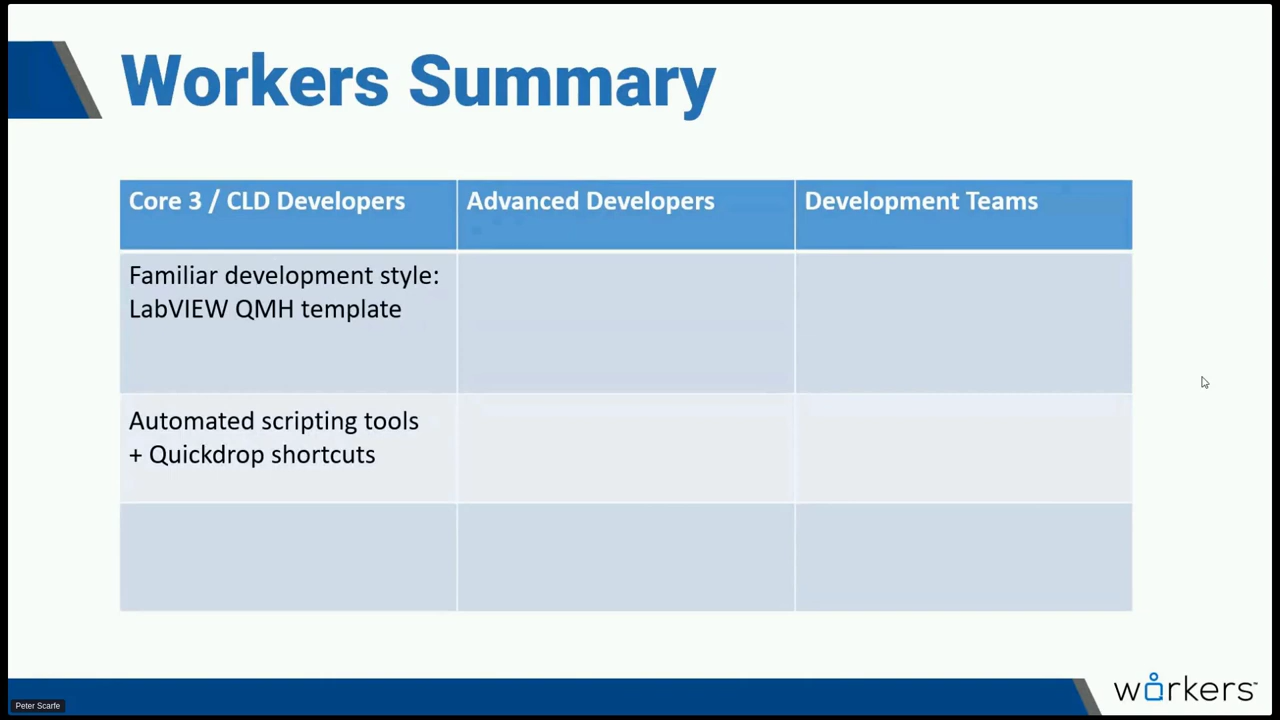 Workers Summary
Core 3 / CLD Developers
Advanced Developers
Development Teams
Familiar development style:
LabVIEW QMH template
Automated scripting tools
+ Quickdrop shortcuts
workers™
Peter Scarfe